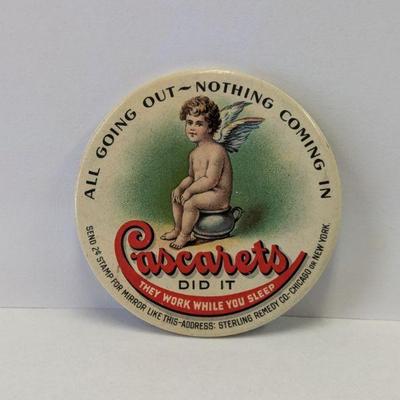 ALL GOING OUT~NOTHING COMING IN
Cascarets
DID IT
THEY WORK WHILE YOU SLEEP
SEND 2¢ STAMP FOR MIRROR LIKE THIS-ADDRESS: STERLING REMEDY CO-CHICAGO OR NEW YORK.